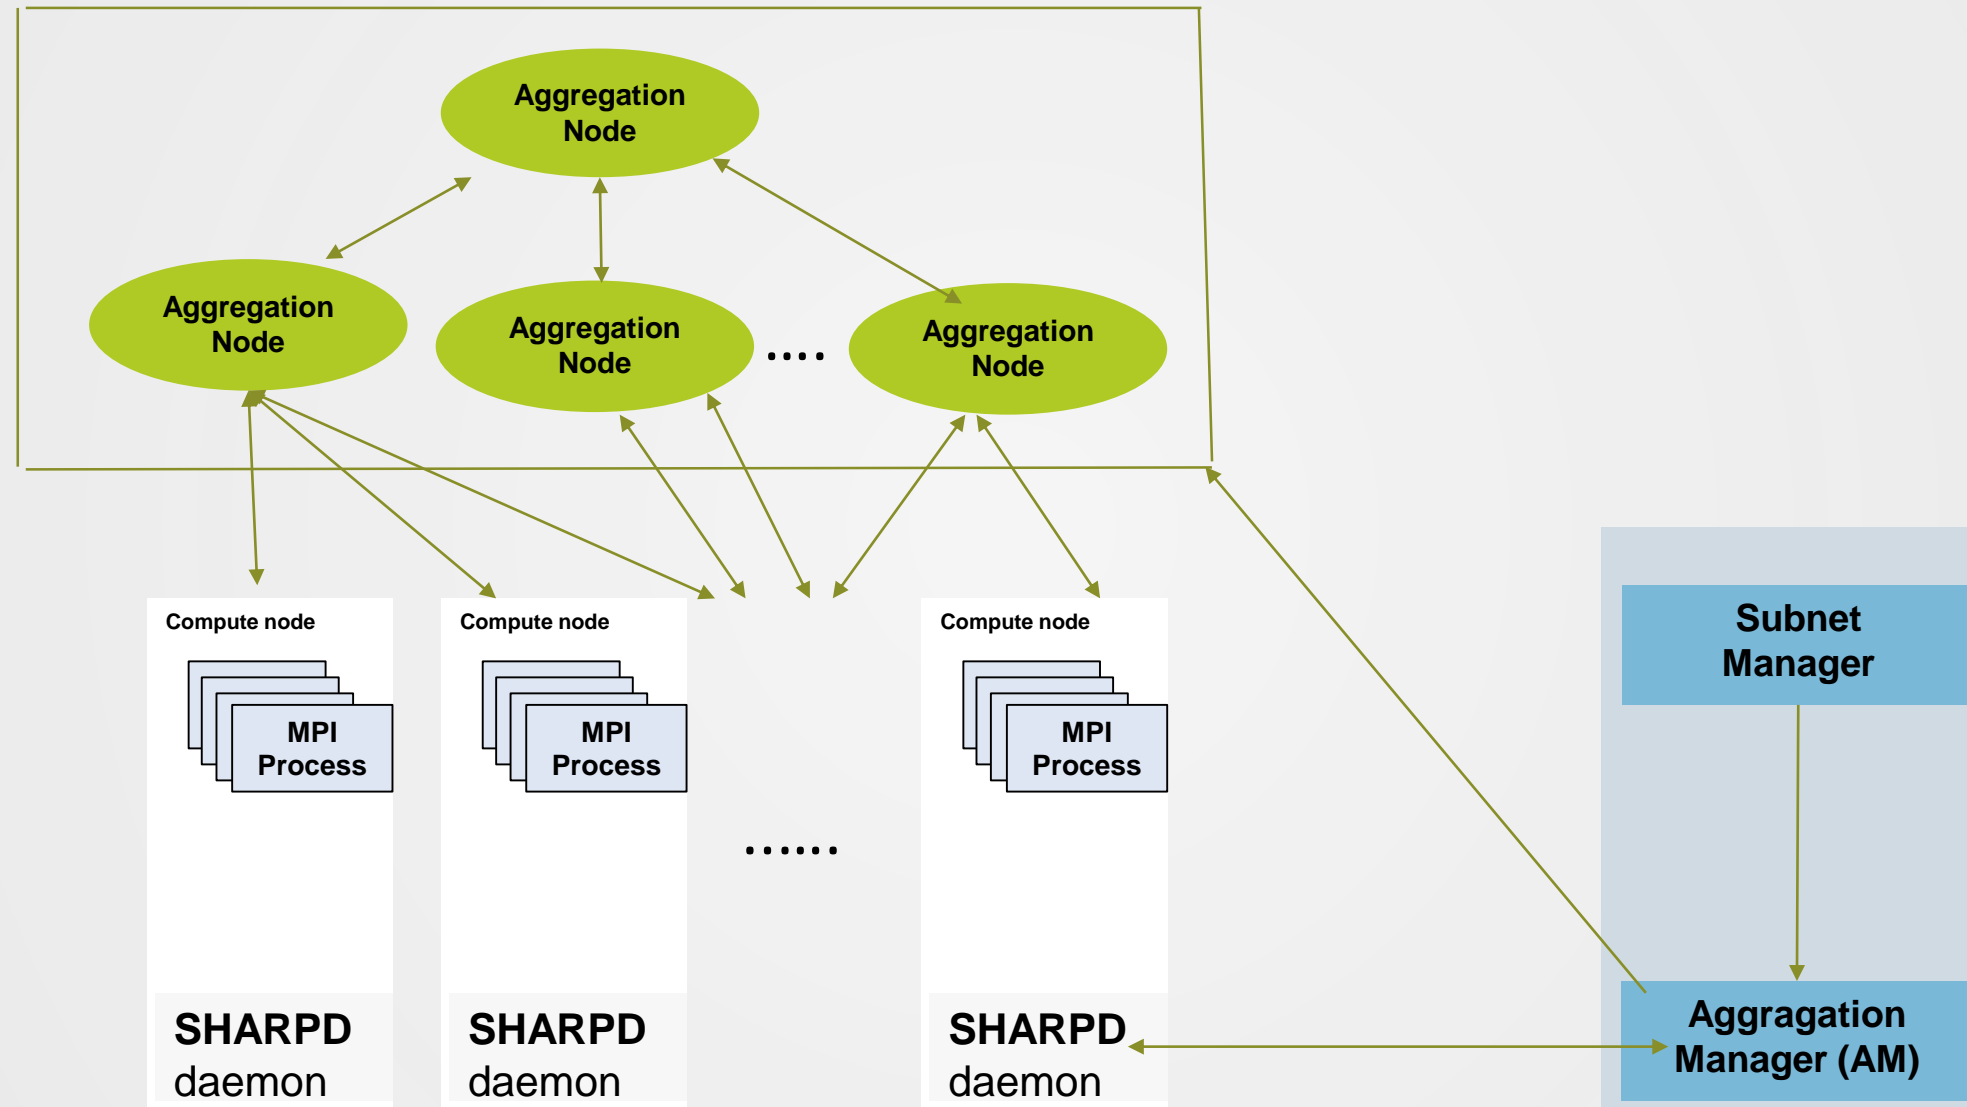 Aggregation
Node
Aggregation
Node
Aggregation
Node
....
Aggregation
Node
Compute node
MPI
Process
SHARPD
daemon
Compute node
MPI
Process
SHARPD
daemon
......
Compute node
MPI
Process
SHARPD
daemon
Subnet
Manager
Aggragation
Manager (AM)